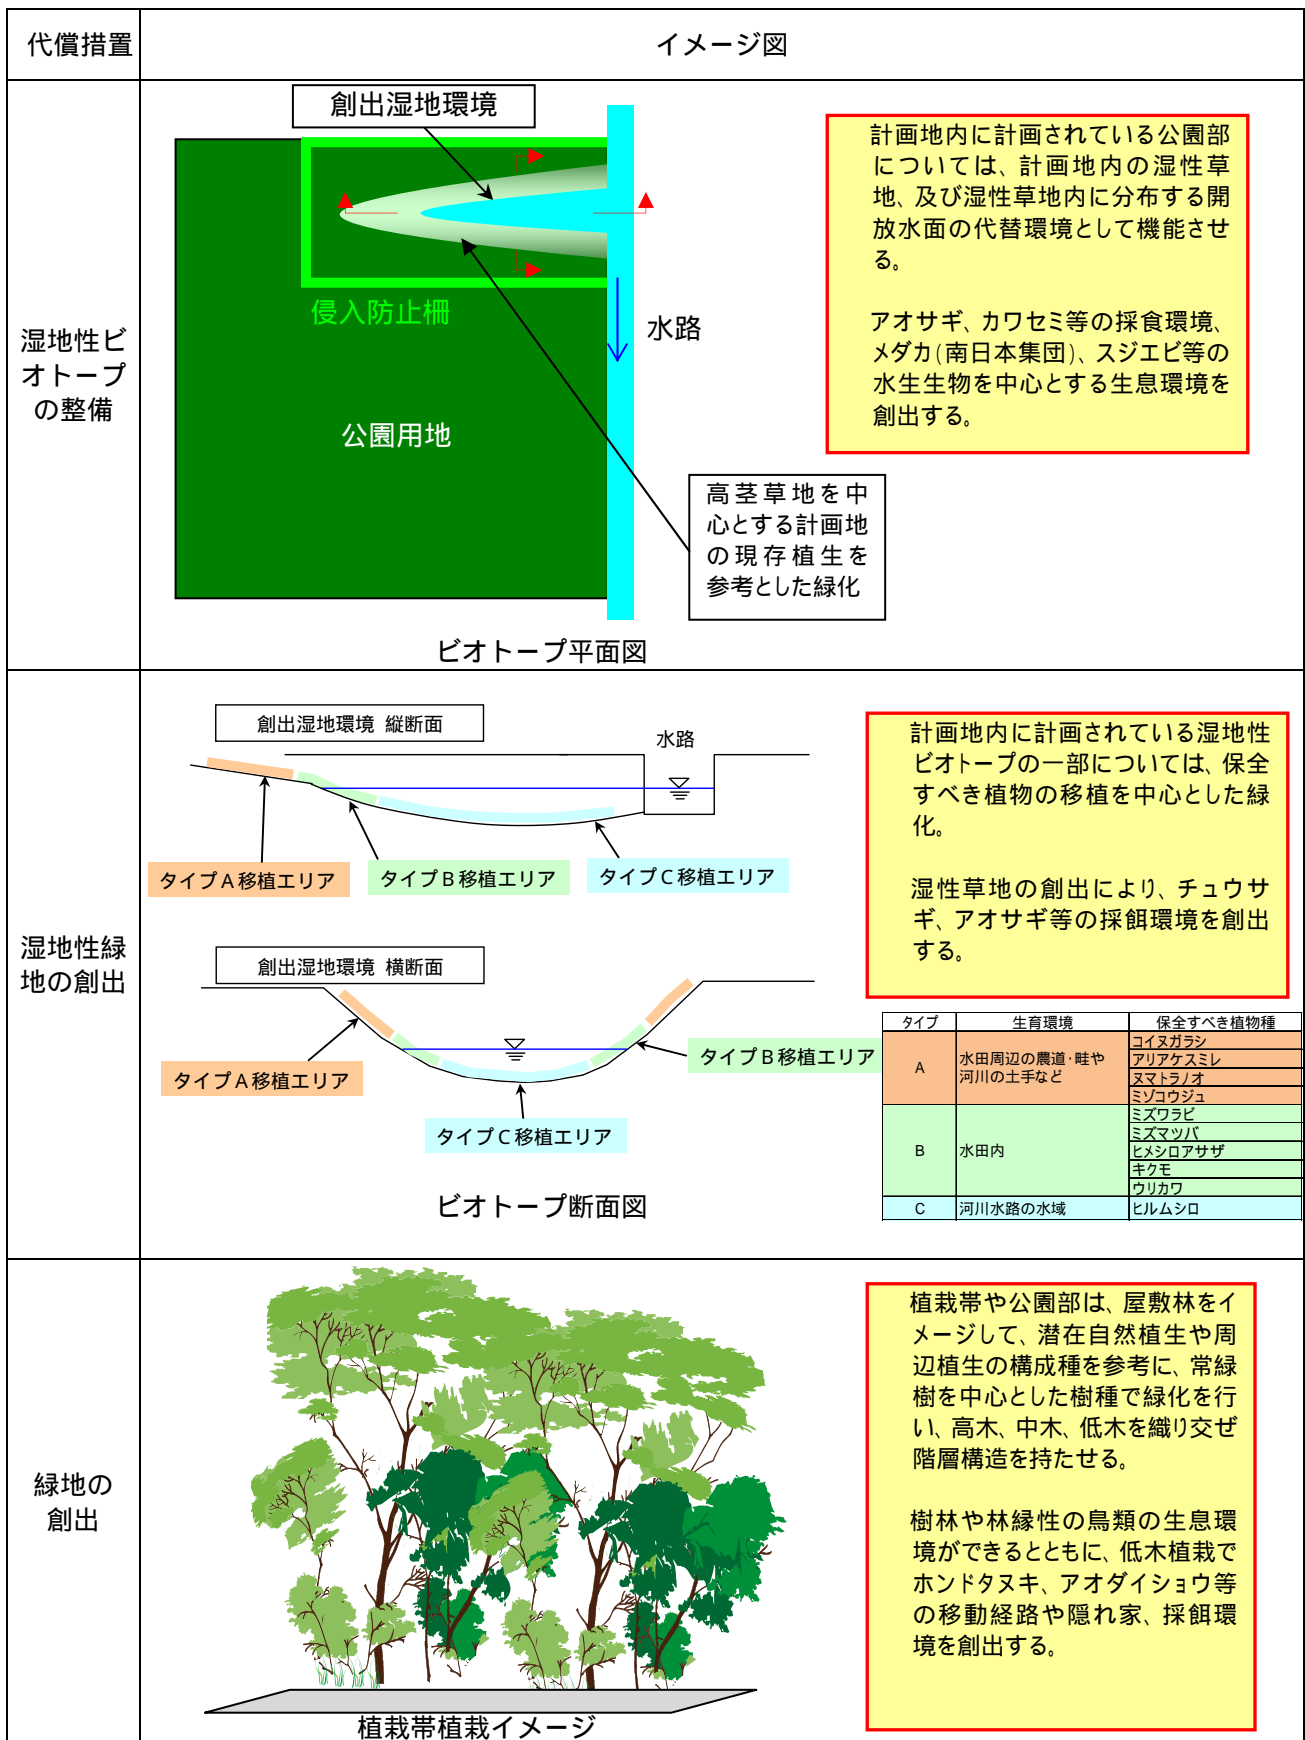 代償措置
イメージ図
湿地性ビ
オトープ
の整備
創出湿地環境
侵入防止柵
水路
公園用地
高茎草地を中
心とする計画地
の現存植生を
参考とした緑化
ビオトープ平面図
計画地内に計画されている公園部
については、計画地内の湿性草
地、及び湿性草地内に分布する開
放水面の代替環境として機能させ
る。
アオサギ、カワセミ等の採食環境、
メダカ(南日本集団)、スジエビ等の
水生生物を中心とする生息環境を
創出する。
湿地性緑
地の創出
創出湿地環境 縦断面
水路
タイプA移植エリア
タイプB移植エリア
タイプC移植エリア
創出湿地環境 横断面
タイプA移植エリア
タイプB移植エリア
タイプC移植エリア
ビオトープ断面図
計画地内に計画されている湿地性
ビオトープの一部については、保全
すべき植物の移植を中心とした緑
化。
湿性草地の創出により、チュウサ
ギ、アオサギ等の採餌環境を創出
する。
タイプ 生育環境 保全すべき植物種
A 水田周辺の農道・畦や
河川の土手など
コイヌガラシ
アリアケスミレ
ヌマトラノオ
ミゾコウジュ
B 水田内
ミズワラビ
ミズマツバ
ヒメシロアサザ
キクモ
ウリカワ
C 河川水路の水域 ヒルムシロ
緑地の
創出
植栽帯植栽イメージ
植栽帯や公園部は、屋敷林をイ
メージして、潜在自然植生や周
辺植生の構成種を参考に、常緑
樹を中心とした樹種で緑化を行
い、高木、中木、低木を織り交ぜ
階層構造を持たせる。
樹林や林縁性の鳥類の生息環
境ができるとともに、低木植栽で
ホンドタヌキ、アオダイショウ等
の移動経路や隠れ家、採餌環
境を創出する。